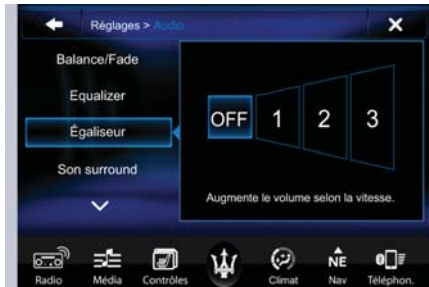 Réglages > Audio
Balance/Fade
Equalizer
Égaliseur
Son surround
OFF 1 2 3
Augmente le volume selon la vitesse.
Radio Média Contrôles Climat NE Nav Téléphon.